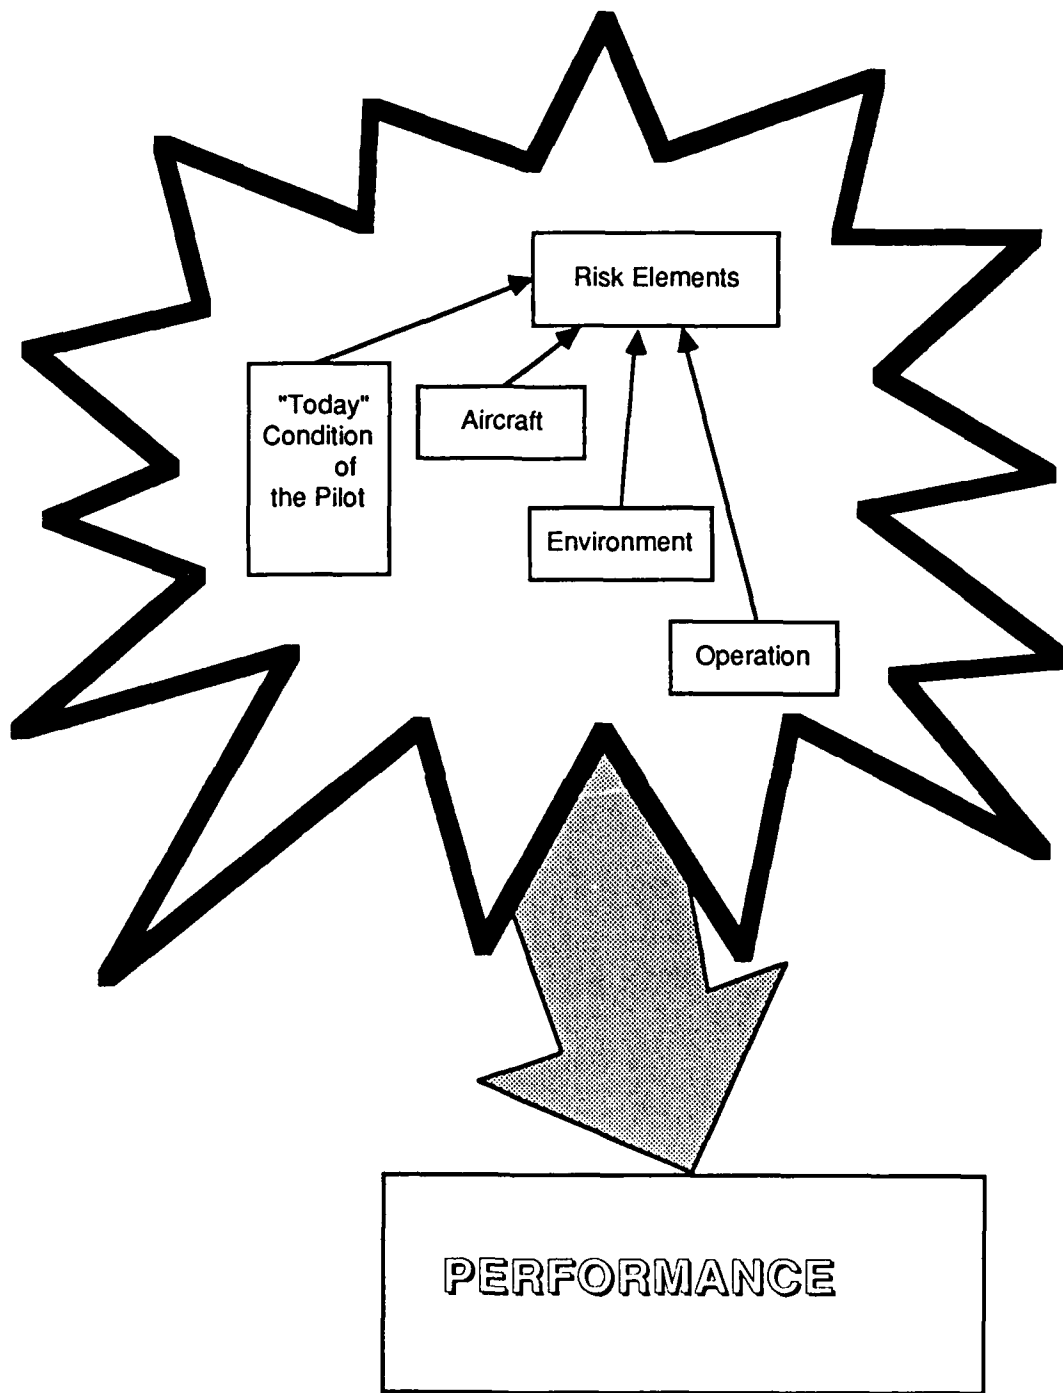 Risk Elements
"Today"
Condition
of
the Pilot
Aircraft
Environment
Operation
PERFORMANCE